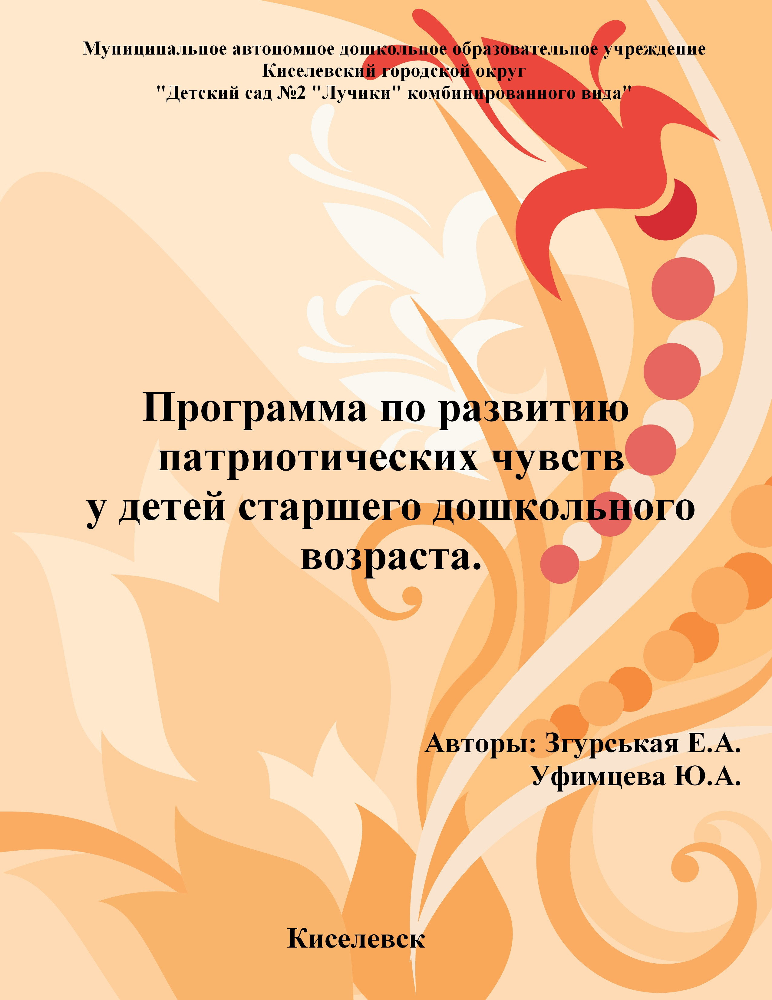 Муниципальное автономное дошкольное образовательное учреждение
Киселевский городской округ
"Детский сад №2 "Лучики" комбинированного вида"
Программа по развитию
патриотических чувств
у детей старшего дошкольного
возраста.
Авторы: Згурськая Е.А.
Уфимцева Ю.А.
Киселевск